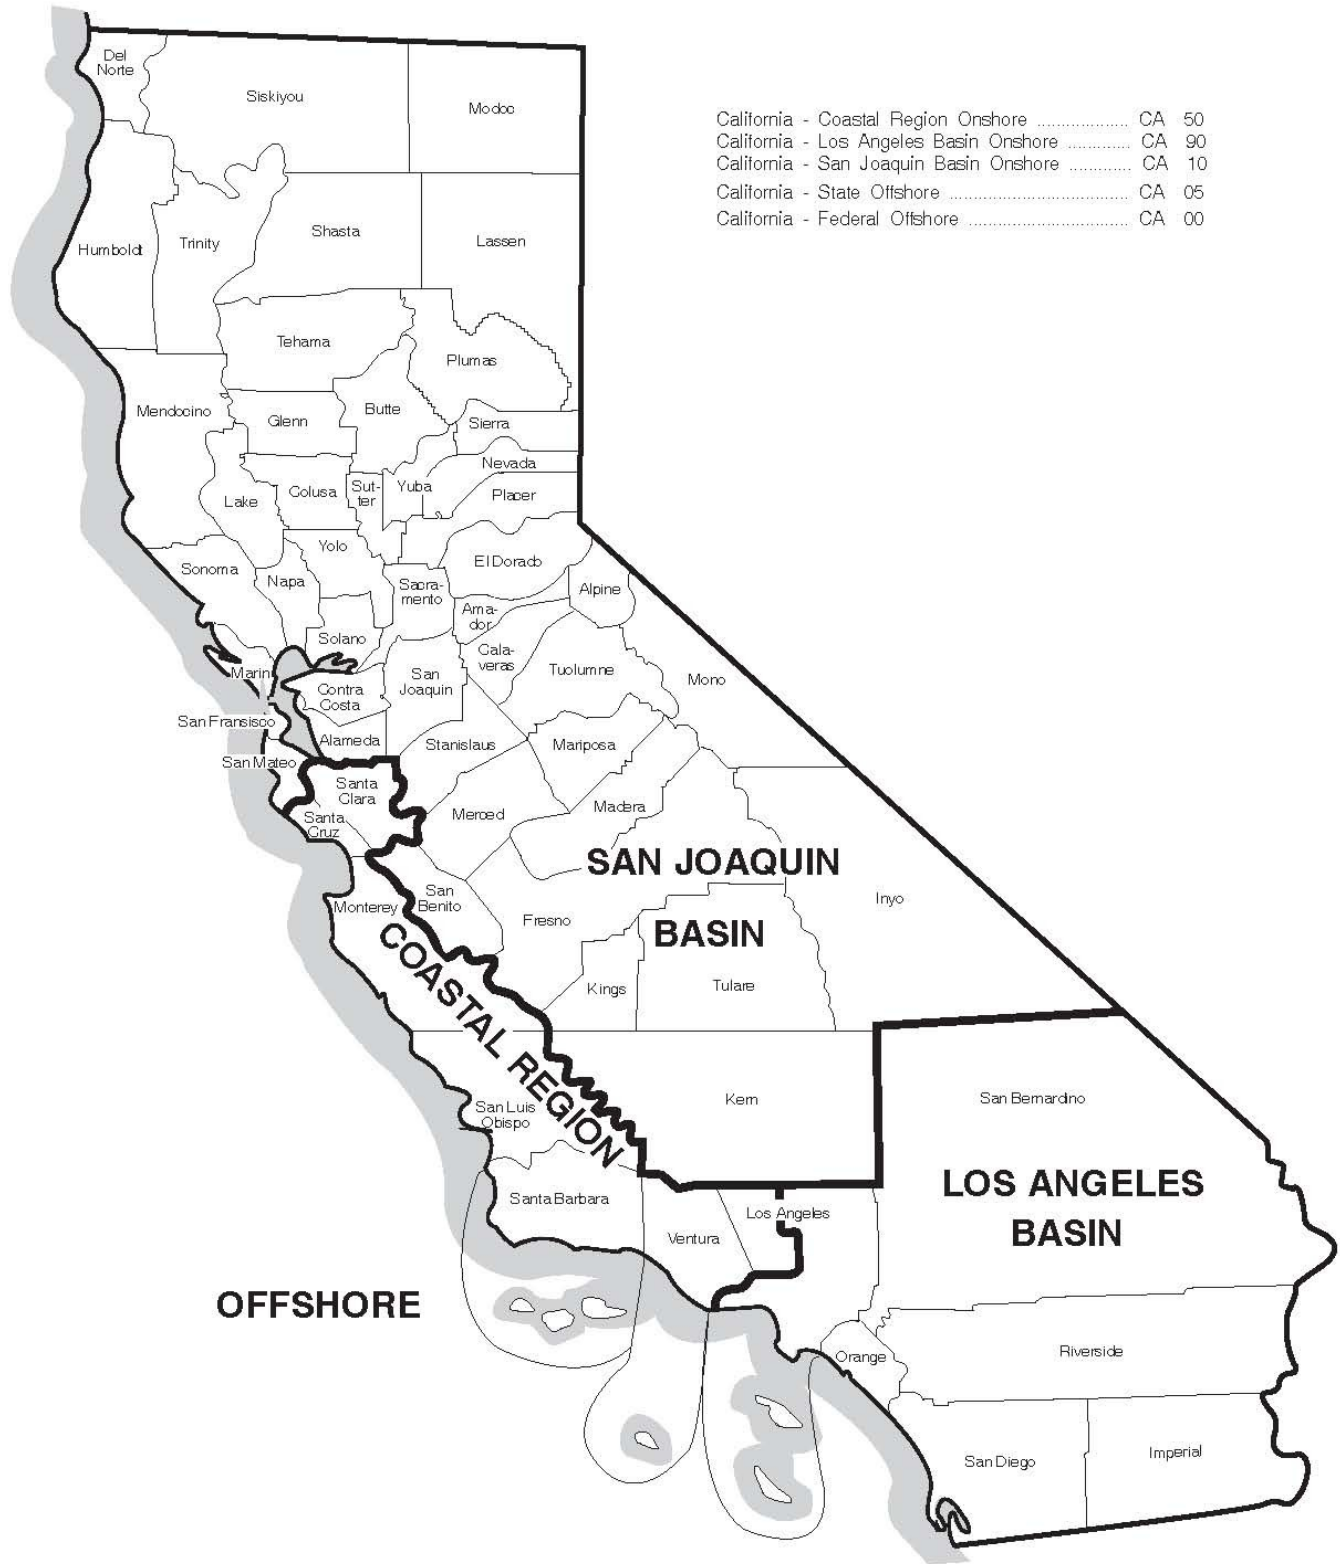 Del
Norte
Siskiyou
Modoc
California - Coastal Region Onshore ................... CA 50
California - Los Angeles Basin Onshore ............. CA 90
California - San Joaquin Basin Onshore ............. CA 10
California - State Offshore ..................................... CA 05
California - Federal Offshore ................................. CA 00
Humboldt
Trinity
Shasta
Lassen
Tehama
Plumas
Mendocino
Glenn
Butte
Sierra
Nevada
Lake
Colusa
Sut-
ter
Yuba
Placer
Yolo
Sonoma
Napa
Sacra-
mento
El Dorado
Alpine
Ama-
dor
Solano
Cala-
veras
Tuolumne
Mono
Marin
Contra
Costa
San
Joaquin
San Fransisco
Alameda
Stanislaus
Mariposa
San Mateo
Santa
Clara
Santa
Cruz
Merced
Madera
SAN JOAQUIN
BASIN
Inyo
Monterey
San
Benito
Fresno
Kings
Tulare
COASTAL REGION
San Luis
Obispo
Kern
San Bernardino
LOS ANGELES
BASIN
Santa Barbara
Ventura
Los Angeles
OFFSHORE
Orange
Riverside
San Diego
Imperial